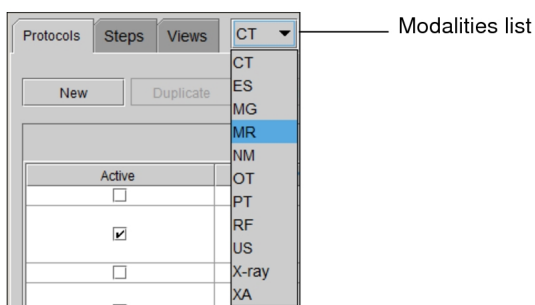 Protocols Steps Views CT Modalities list
CT
New Duplicate ES
MG
MR
NM
Active OT
PT
RF
US
X-ray
XA